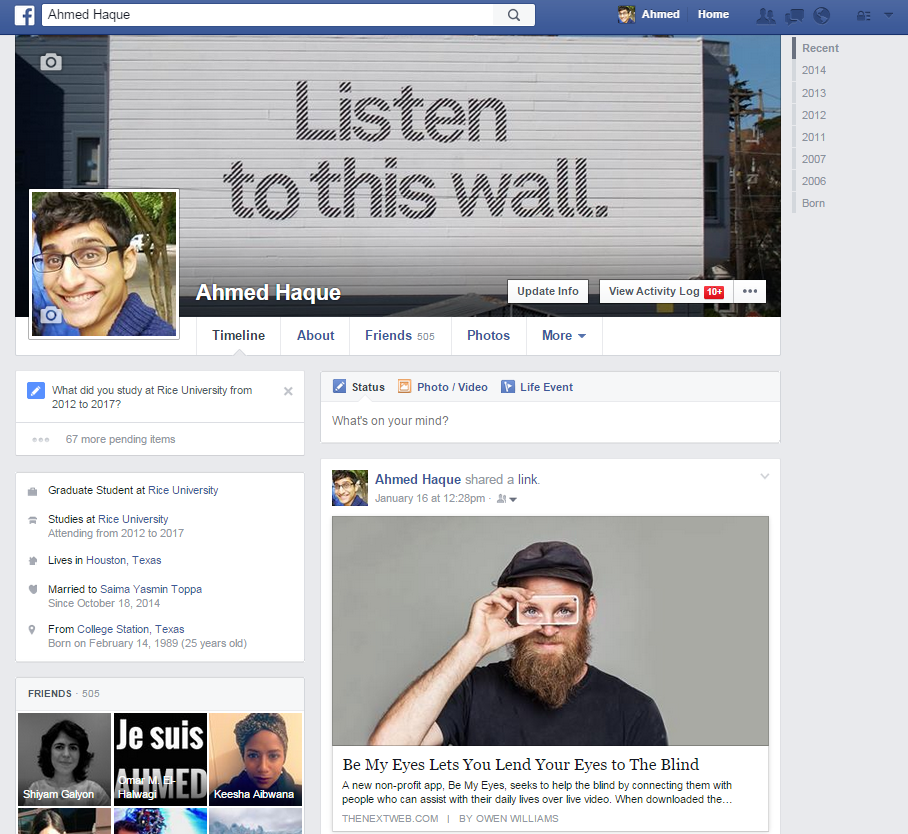 f
Ahmed Haque
Ahmed
Home
Listen
to this wall.
Ahmed Haque
Update Info
View Activity Log 10+
Timeline
About
Friends 505
Photos
More
Recent
2014
2013
2012
2011
2007
2006
Born
What did you study at Rice University from
2012 to 2017?
67 more pending items
Graduate Student at Rice University
Studies at Rice University
Attending from 2012 to 2017
Lives in Houston, Texas
Married to Saima Yasmin Toppa
Since October 18, 2014
From College Station, Texas
Born on February 14, 1989 (25 years old)
FRIENDS · 505
Shiyam Galyon
Je suis
AHMED
Omar M. El-
Halwagi
Keesha Aibwana
Status
Photo / Video
Life Event
What's on your mind?
Ahmed Haque shared a link.
January 16 at 12:28pm ·
Be My Eyes Lets You Lend Your Eyes to The Blind
A new non-profit app, Be My Eyes, seeks to help the blind by connecting them with
people who can assist with their daily lives over live video. When downloaded the...
THENEXTWEB.COM | BY OWEN WILLIAMS